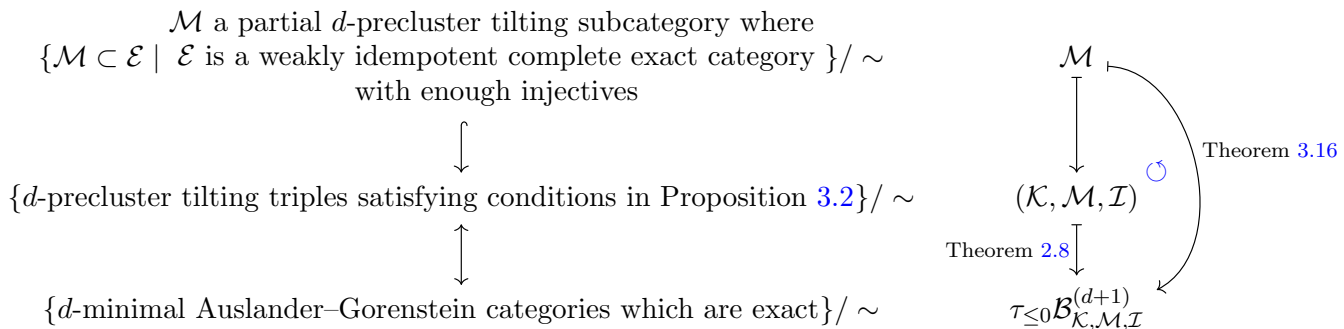 $\mathcal{M}$ a partial $d$-precluster tilting subcategory where
$\{\mathcal{M} \subset \mathcal{E} \mid \mathcal{E}$ is a weakly idempotent complete exact category $\}/\sim$
with enough injectives
$\mathcal{M}$
Theorem 3.16
$\{d$-precluster tilting triples satisfying conditions in Proposition 3.2$\}/\sim$
$(\mathcal{K}, \mathcal{M}, \mathcal{I})$
Theorem 2.8
$\{d$-minimal Auslander–Gorenstein categories which are exact$\}/\sim$
$\tau_{\leq 0}\mathcal{B}^{(d+1)}_{\mathcal{K},\mathcal{M},\mathcal{I}}$